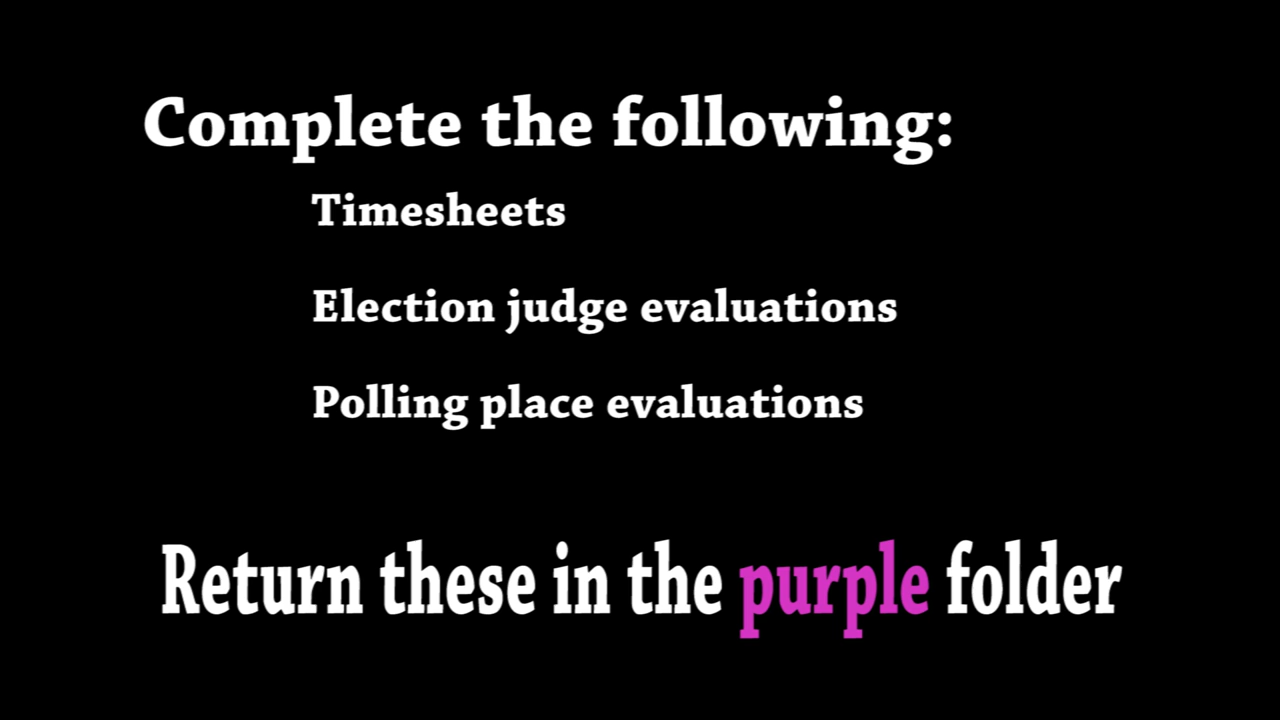 Complete the following:
Timesheets
Election judge evaluations
Polling place evaluations
Return these in the purple folder